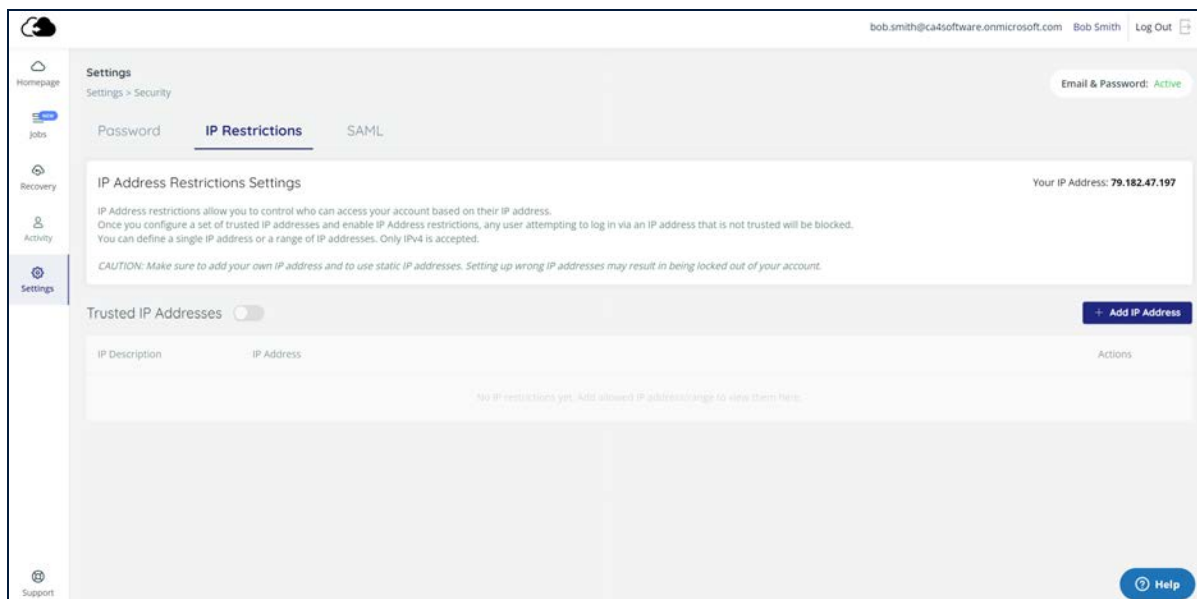 bob.smith@ca4software.onmicrosoft.com Bob Smith Log Out
Homepage
NEW
Jobs
Recovery
Activity
Settings
Support
Settings
Settings > Security
Email & Password: Active
Password IP Restrictions SAML
IP Address Restrictions Settings
Your IP Address: 79.182.47.197
IP Address restrictions allow you to control who can access your account based on their IP address.
Once you configure a set of trusted IP addresses and enable IP Address restrictions, any user attempting to log in via an IP address that is not trusted will be blocked.
You can define a single IP address or a range of IP addresses. Only IPv4 is accepted.
CAUTION: Make sure to add your own IP address and to use static IP addresses. Setting up wrong IP addresses may result in being locked out of your account.
Trusted IP Addresses
+ Add IP Address
IP Description IP Address Actions
No IP restrictions yet. Add allowed IP address/range to view them here.
Help